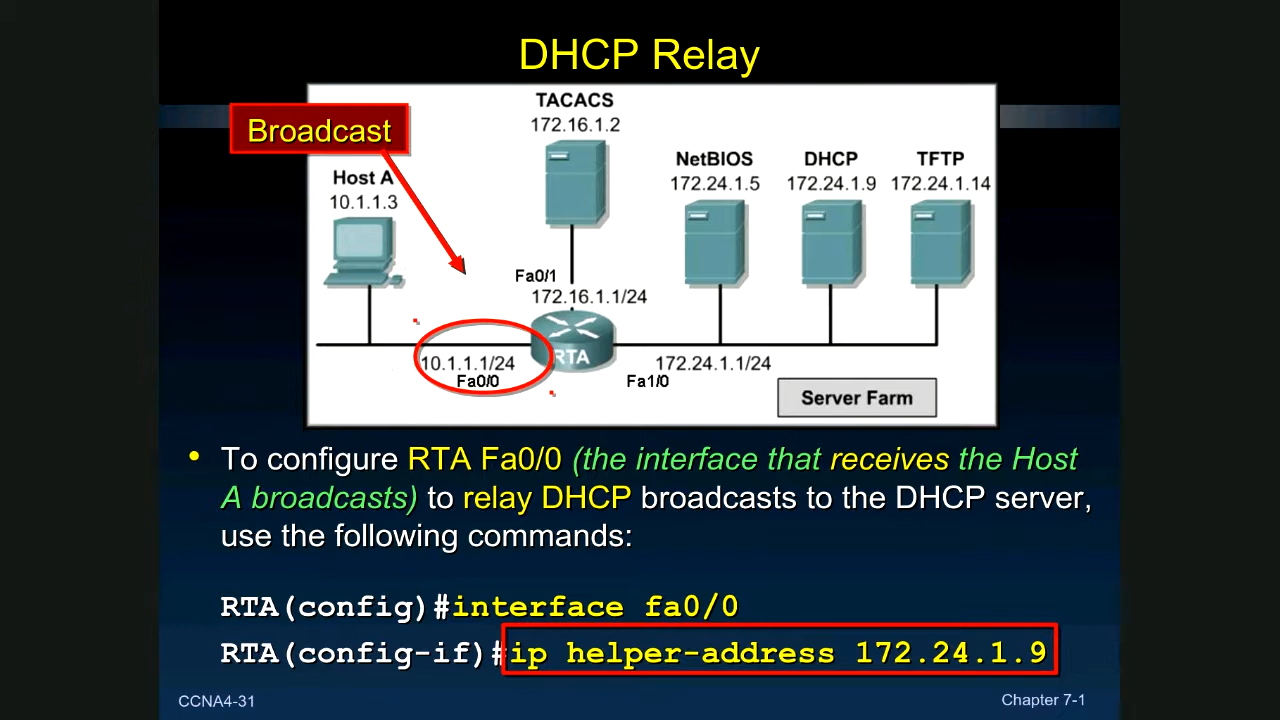 DHCP Relay
Broadcast
TACACS
172.16.1.2
NetBIOS
172.24.1.5
DHCP
172.24.1.9
TFTP
172.24.1.14
Host A
10.1.1.3
Fa0/1
172.16.1.1/24
RTA
10.1.1.1/24
Fa0/0
172.24.1.1/24
Fa1/0
Server Farm
• To configure RTA Fa0/0 (the interface that receives the Host
A broadcasts) to relay DHCP broadcasts to the DHCP server,
use the following commands:
RTA(config)#interface fa0/0
RTA(config-if)#ip helper-address 172.24.1.9
CCNA4-31
Chapter 7-1